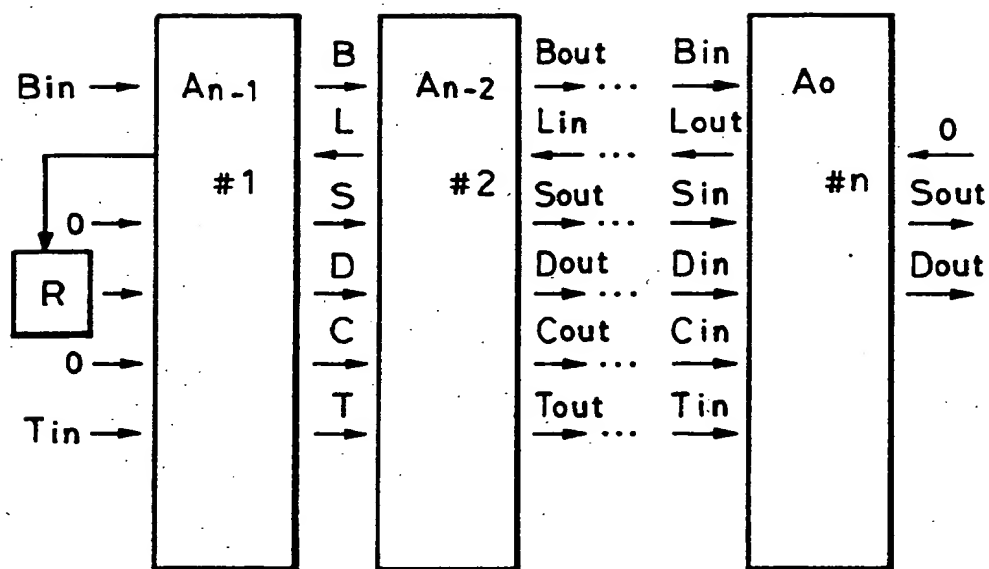 Bin
An-1
B
An-2
Bout
...
Bin
Ao
L
Lin
...
Lout
0
#1
#2
#n
0
S
Sout
...
Sin
Sout
R
D
Dout
...
Din
Dout
0
C
Cout
...
Cin
Tin
T
Tout
...
Tin